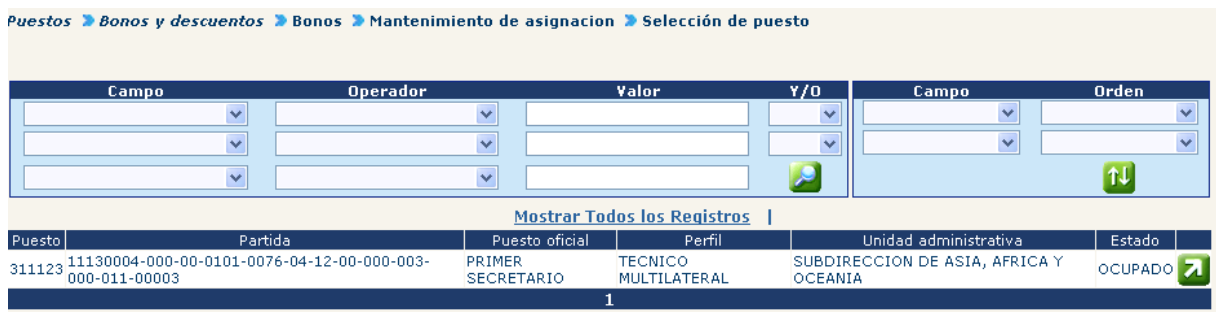 Puestos Bonos y descuentos Bonos Mantenimiento de asignacion Selección de puesto
Campo Operador Valor Y/O Campo Orden
Mostrar Todos los Registros |
Puesto Partida Puesto oficial Perfil Unidad administrativa Estado
311123 11130004-000-00-0101-0076-04-12-00-000-003- PRIMER TECNICO SUBDIRECCION DE ASIA, AFRICA Y OCUPADO
000-011-00003 SECRETARIO MULTILATERAL OCEANIA
1